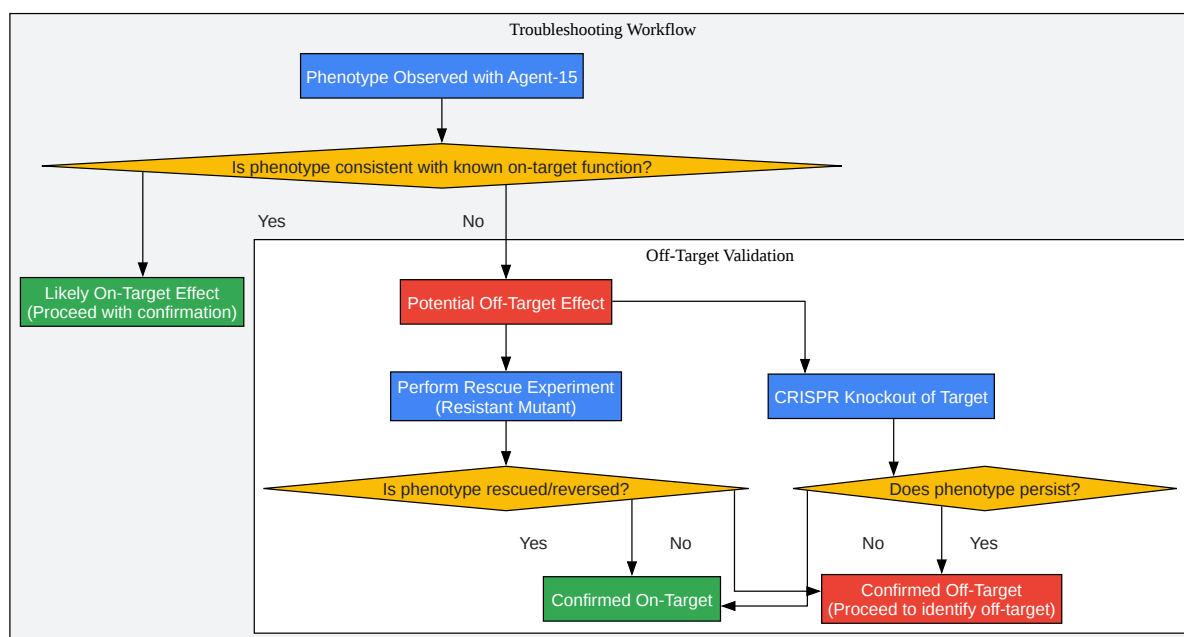 Troubleshooting Workflow
Phenotype Observed with Agent-15
Is phenotype consistent with known on-target function?
Yes
No
Off-Target Validation
Likely On-Target Effect
(Proceed with confirmation)
Potential Off-Target Effect
Perform Rescue Experiment
(Resistant Mutant)
CRISPR Knockout of Target
Is phenotype rescued/reversed?
Does phenotype persist?
Yes
No
No
Yes
Confirmed On-Target
Confirmed Off-Target
(Proceed to identify off-target)